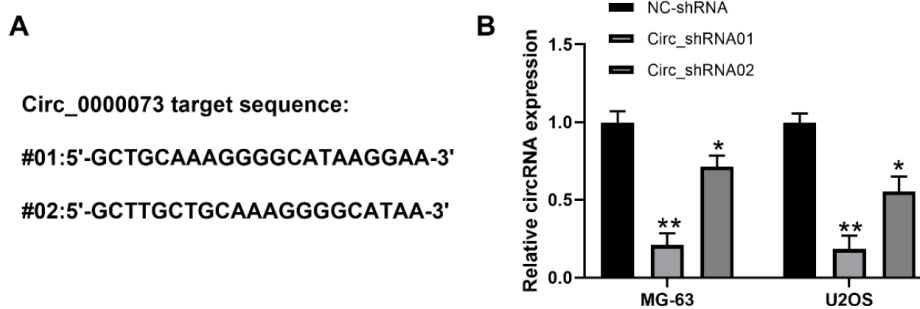 A
Circ_0000073 target sequence:
#01:5'-GCTGCAAAGGGGCATAAGGAA-3'
#02:5'-GCTTGCTGCAAAGGGGCATAA-3'
B
NC-shRNA
Circ_shRNA01
Circ_shRNA02
Relative circRNA expression
1.5
1.0
0.5
0.0
**
*
**
*
MG-63
U2OS